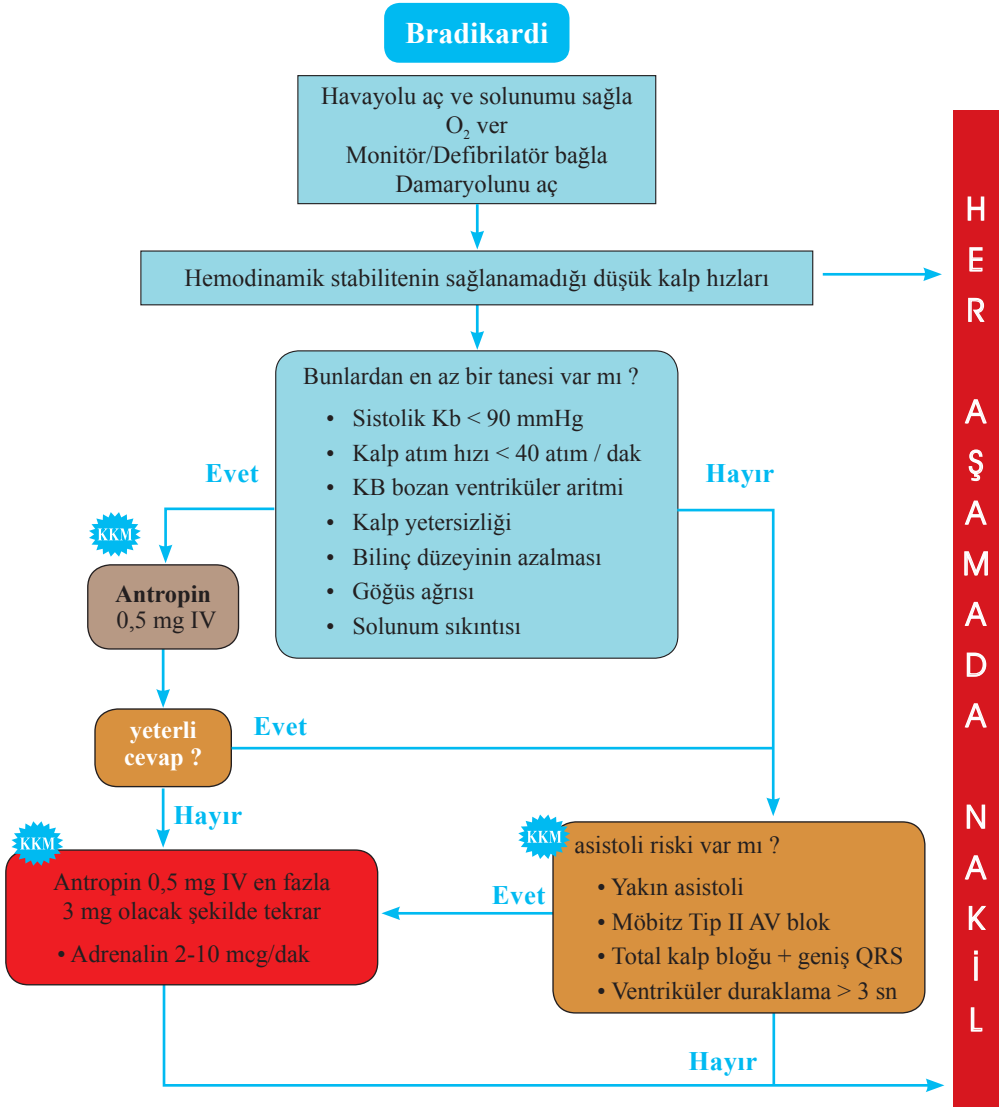 Bradikardi
Havayolu aç ve solunumu sağla
O₂ ver
Monitör/Defibrilatör bağla
Damaryolunu aç
Hemodinamik stabilitenin sağlanamadığı düşük kalp hızları
Bunlardan en az bir tanesi var mı ?
• Sistolik Kb < 90 mmHg
• Kalp atım hızı < 40 atım / dak
• KB bozan ventriküler aritmi
• Kalp yetersizliği
• Bilinç düzeyinin azalması
• Göğüs ağrısı
• Solunum sıkıntısı
Evet
Hayır
KKM
Antropin
0,5 mg IV
yeterli
cevap ?
Evet
Hayır
KKM
Antropin 0,5 mg IV en fazla
3 mg olacak şekilde tekrar
• Adrenalin 2-10 mcg/dak
KKM
asistoli riski var mı ?
• Yakın asistoli
• Möbitz Tip II AV blok
• Total kalp bloğu + geniş QRS
• Ventriküler duraklama > 3 sn
Evet
Hayır
HER AŞAMADA NAKİL